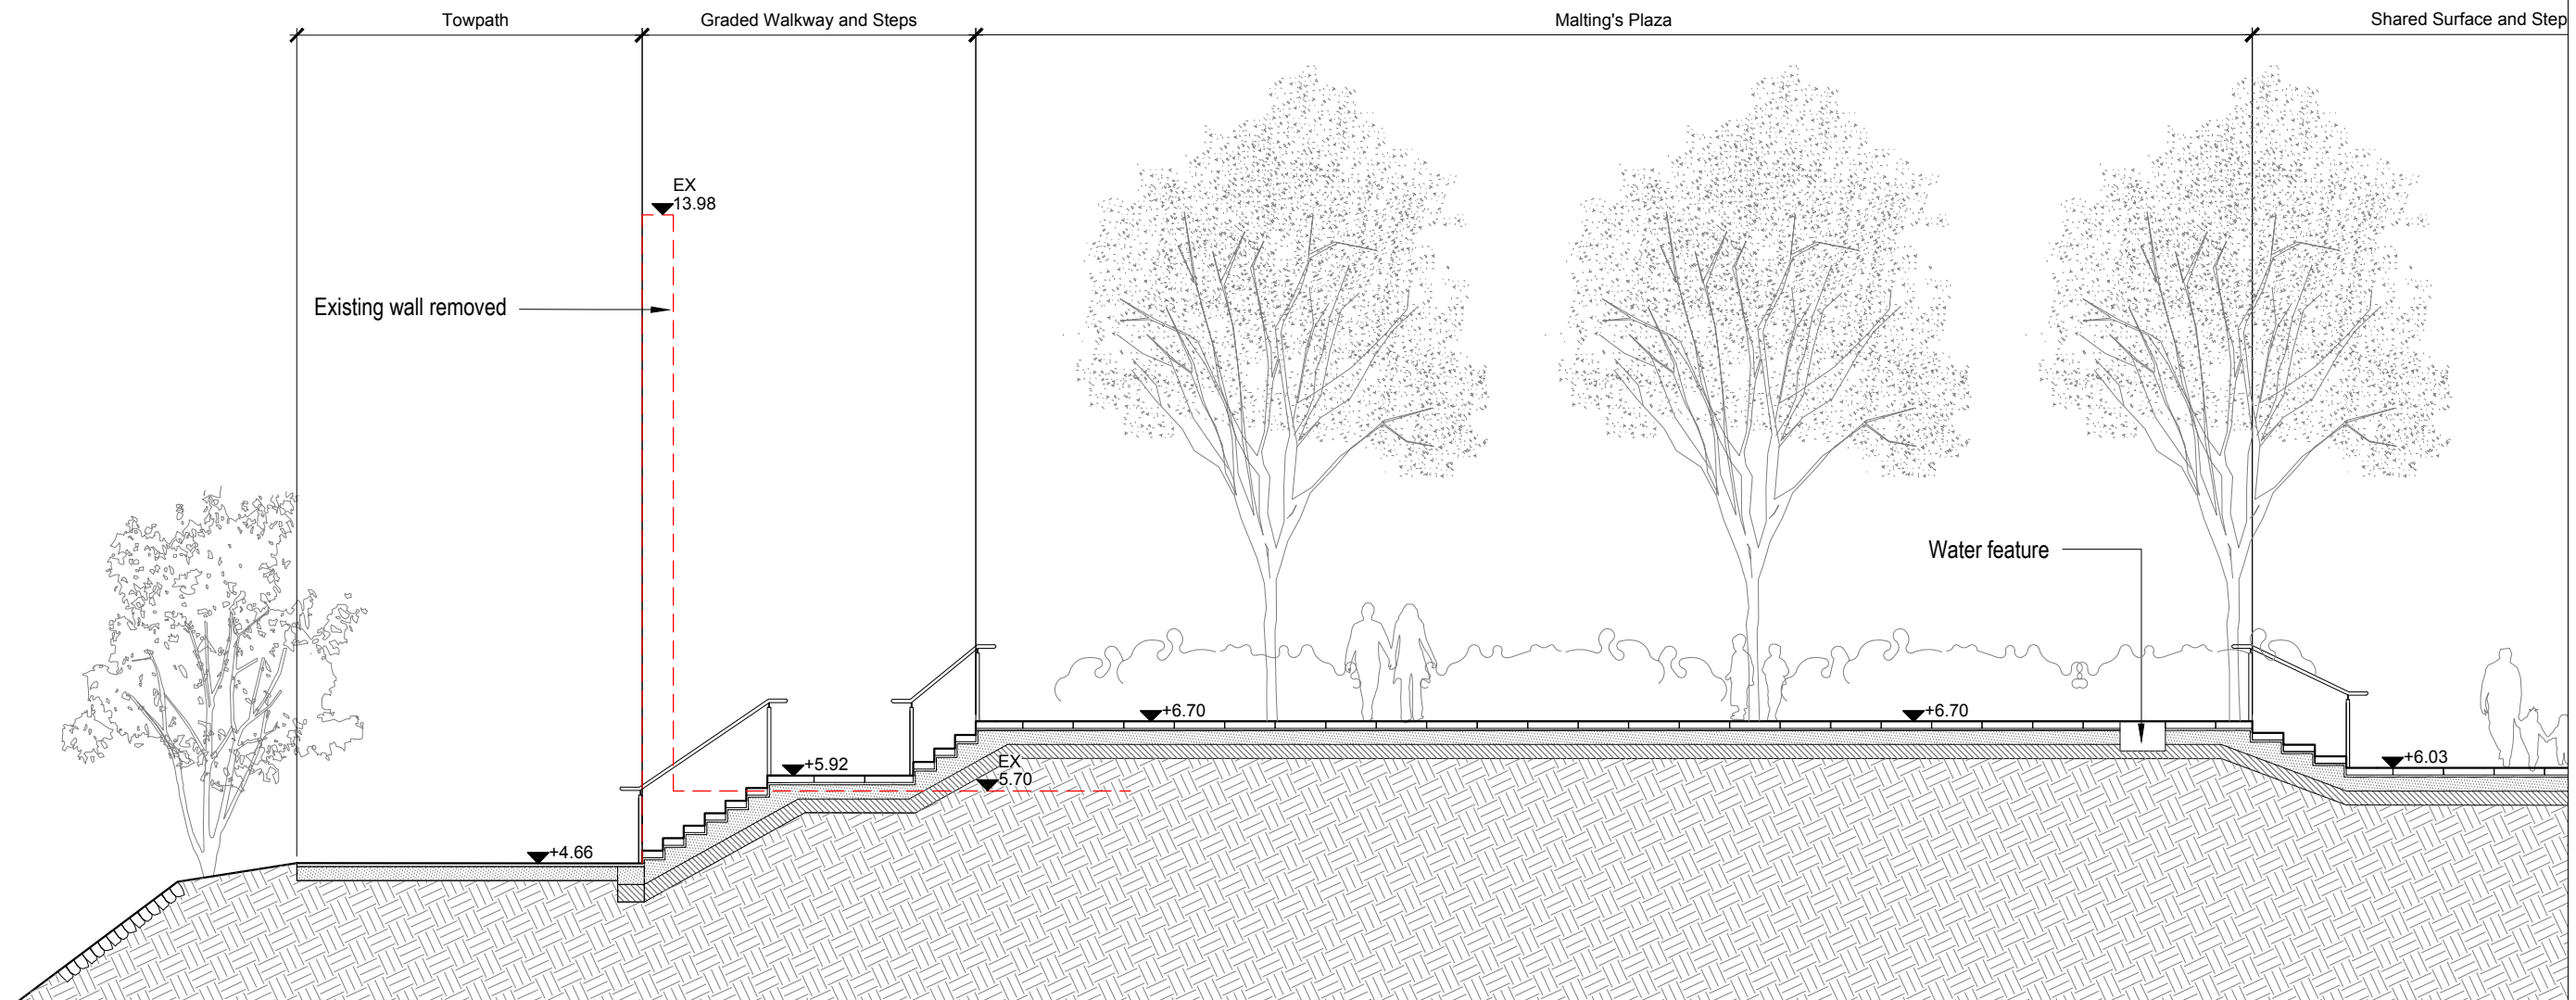 Towpath
Graded Walkway and Steps
Malting's Plaza
Shared Surface and Step
EX
13.98
Existing wall removed
Water feature
+6.70
+6.70
+5.92
EX
5.70
+6.03
+4.66